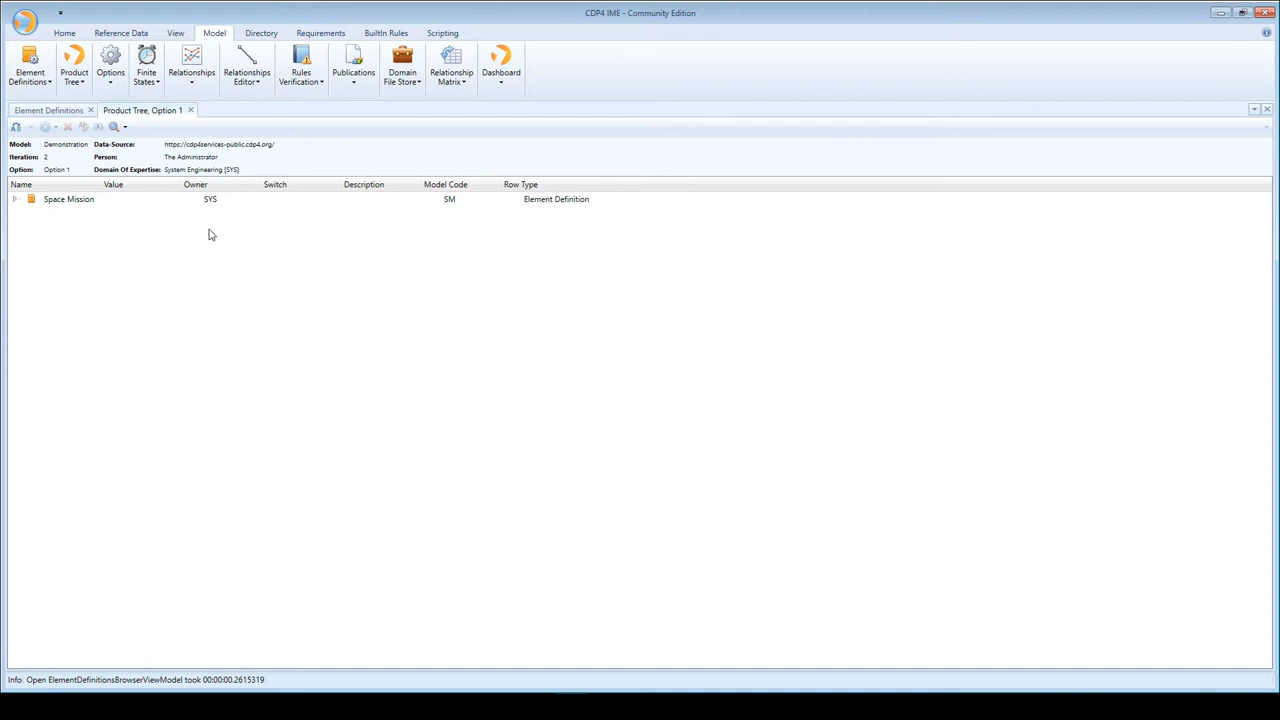 CDP4 IME - Community Edition
Home Reference Data View Model Directory Requirements BuiltIn Rules Scripting
Element Definitions
Product Tree
Options
Finite States
Relationships
Relationships Editor
Rules Verification
Publications
Domain File Store
Relationship Matrix
Dashboard
Element Definitions Product Tree, Option 1
Model: Demonstration Data-Source: https://cdp4services-public.cdp4.org/
Iteration: 2 Person: The Administrator
Option: Option 1 Domain Of Expertise: System Engineering [SYS]
Name Value Owner Switch Description Model Code Row Type
Space Mission SYS SM Element Definition
Info: Open ElementDefinitionsBrowserViewModel took 00:00:00.2615319